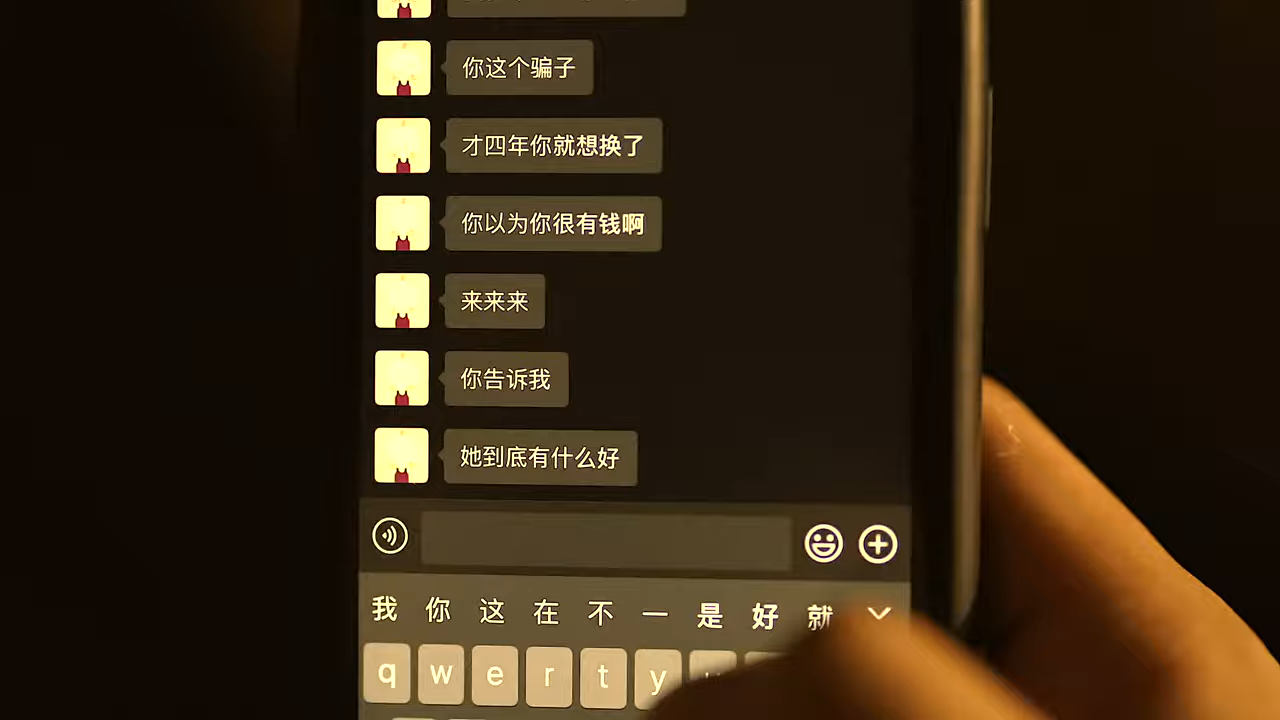 你这个骗子
才四年你就想换了
你以为你很有钱啊
来来来
你告诉我
她到底有什么好
我 你 这 在 不 一 是 好 就
q w e r t y